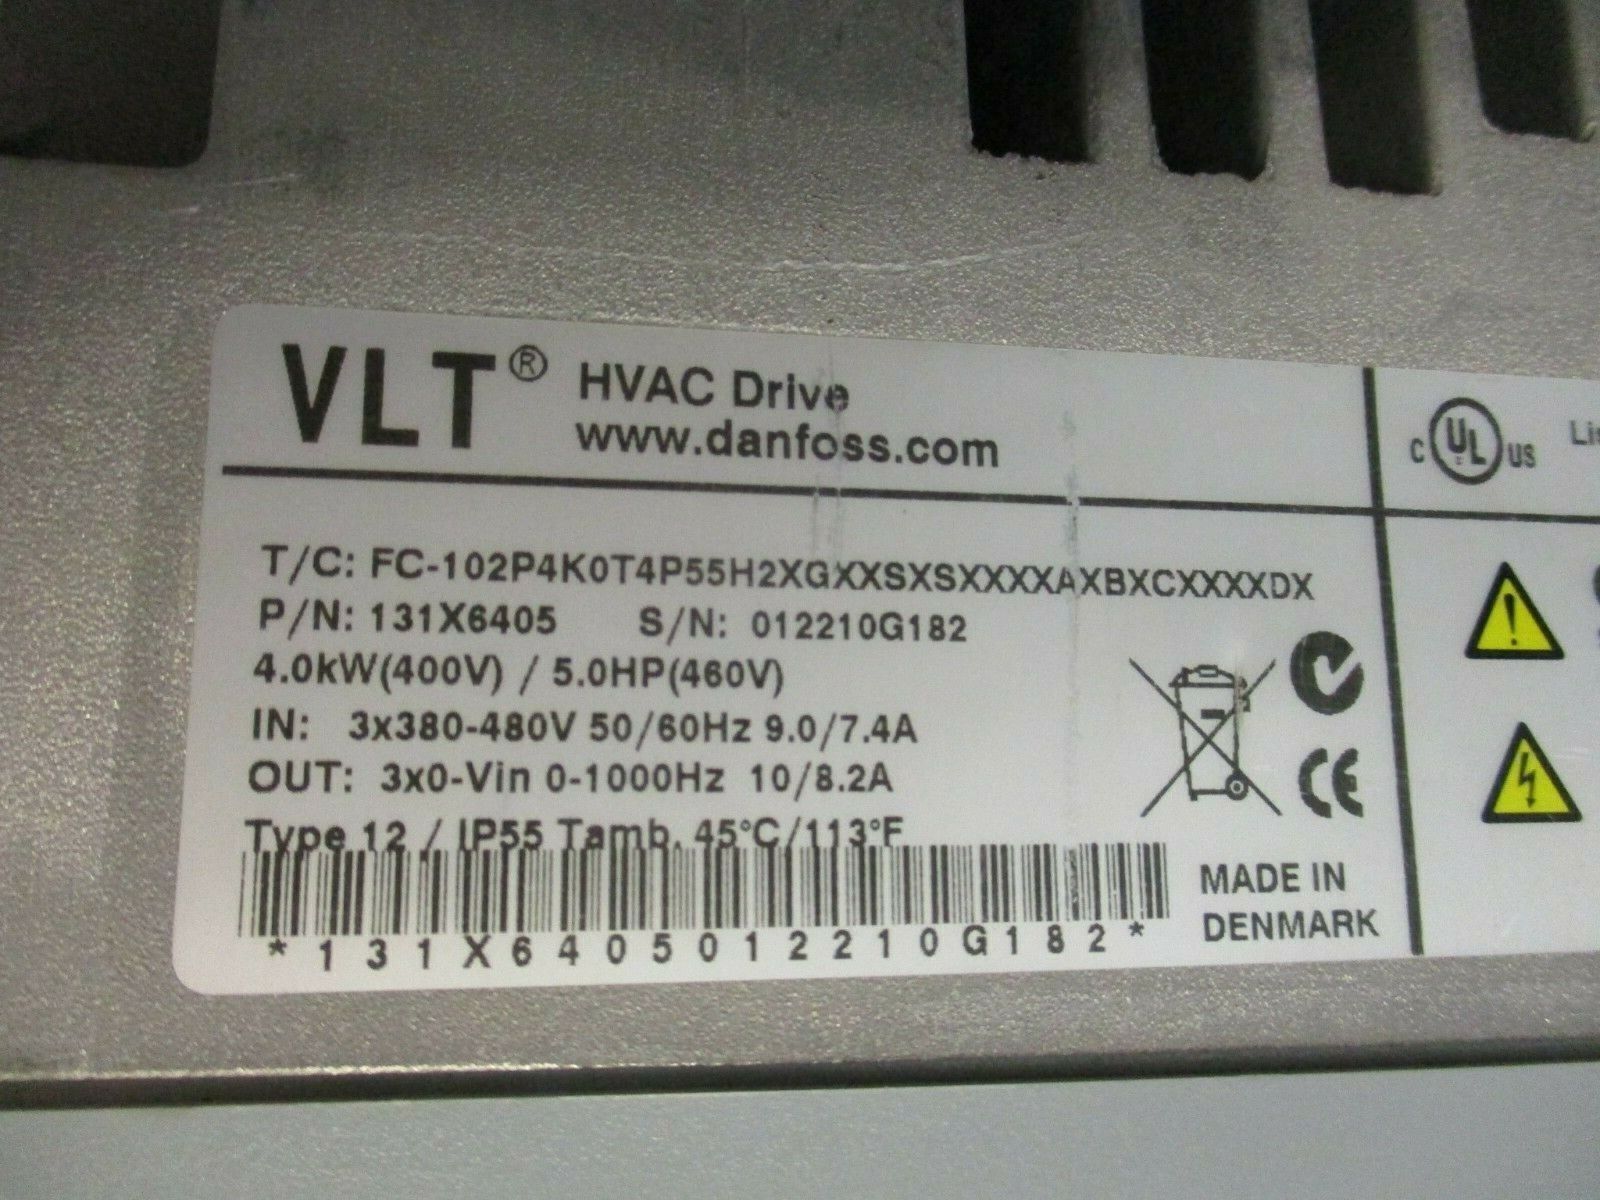 VLT® HVAC Drive
www.danfoss.com
C UL US
T/C: FC-102P4K0T4P55H2XGXXSXSXXXXAXBXCXXXXDX
P/N: 131X6405 S/N: 012210G182
4.0kW(400V) / 5.0HP(460V)
IN: 3x380-480V 50/60Hz 9.0/7.4A
OUT: 3x0-Vin 0-1000Hz 10/8.2A
CE
Type 12 / IP55 Tamb. 45°C/113°F
*131X6405012210G182*
MADE IN
DENMARK